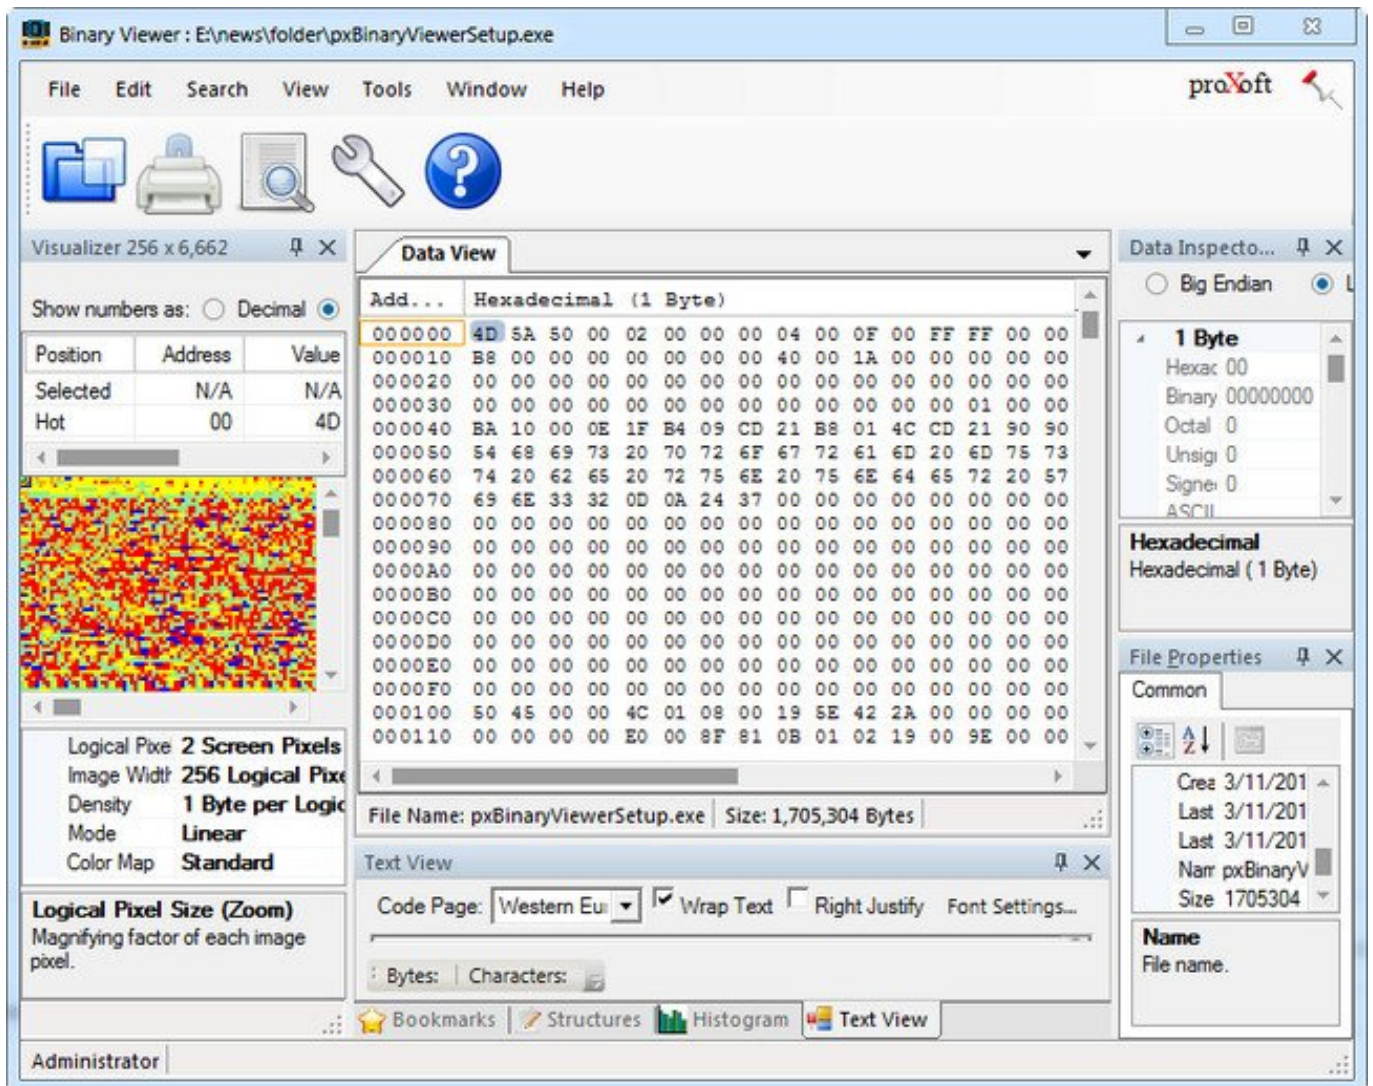 Binary Viewer : E:\news\folder\pxBinaryViewerSetup.exe
File Edit Search View Tools Window Help
proXoft
Visualizer 256 x 6,662
Show numbers as: Decimal
Position Address Value
Selected N/A N/A
Hot 00 4D
Logical Pixe 2 Screen Pixels
Image Widtl 256 Logical Pixe
Density 1 Byte per Logic
Mode Linear
Color Map Standard
Logical Pixel Size (Zoom)
Magnifying factor of each image
pixel.
Data View
Add... Hexadecimal (1 Byte)
000000 4D 5A 50 00 02 00 00 00 04 00 0F 00 FF FF 00 00
000010 B8 00 00 00 00 00 00 00 40 00 1A 00 00 00 00 00
000020 00 00 00 00 00 00 00 00 00 00 00 00 00 00 00 00
000030 00 00 00 00 00 00 00 00 00 00 00 00 00 01 00 00
000040 BA 10 00 0E 1F B4 09 CD 21 B8 01 4C CD 21 90 90
000050 54 68 69 73 20 70 72 6F 67 72 61 6D 20 6D 75 73
000060 74 20 62 65 20 72 75 6E 20 75 6E 64 65 72 20 57
000070 69 6E 33 32 0D 0A 24 37 00 00 00 00 00 00 00 00
000080 00 00 00 00 00 00 00 00 00 00 00 00 00 00 00 00
000090 00 00 00 00 00 00 00 00 00 00 00 00 00 00 00 00
0000A0 00 00 00 00 00 00 00 00 00 00 00 00 00 00 00 00
0000B0 00 00 00 00 00 00 00 00 00 00 00 00 00 00 00 00
0000C0 00 00 00 00 00 00 00 00 00 00 00 00 00 00 00 00
0000D0 00 00 00 00 00 00 00 00 00 00 00 00 00 00 00 00
0000E0 00 00 00 00 00 00 00 00 00 00 00 00 00 00 00 00
0000F0 00 00 00 00 00 00 00 00 00 00 00 00 00 00 00 00
000100 50 45 00 00 4C 01 08 00 19 5E 42 2A 00 00 00 00
000110 00 00 00 00 E0 00 8F 81 0B 01 02 19 00 9E 00 00
File Name: pxBinaryViewerSetup.exe Size: 1,705,304 Bytes
Text View
Code Page: Western Eu Wrap Text Right Justify Font Settings...
Bytes: Characters:
Bookmarks Structures Histogram Text View
Data Inspecto...
Big Endian L
1 Byte
Hexac 00
Binary 00000000
Octal 0
Unsig 0
Signe 0
ASCII
Hexadecimal
Hexadecimal ( 1 Byte)
File Properties
Common
Crea 3/11/201
Last 3/11/201
Last 3/11/201
Nam pxBinaryV
Size 1705304
Name
File name.
Administrator